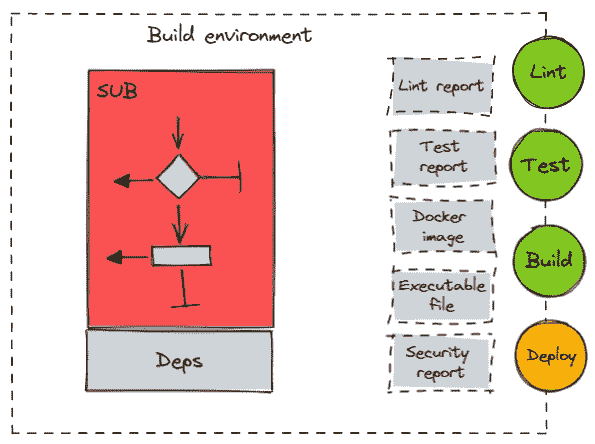 Build environment
SUB
Deps
Lint report
Test
report
Docker
image
Executable
file
Security
report
Lint
Test
Build
Deploy